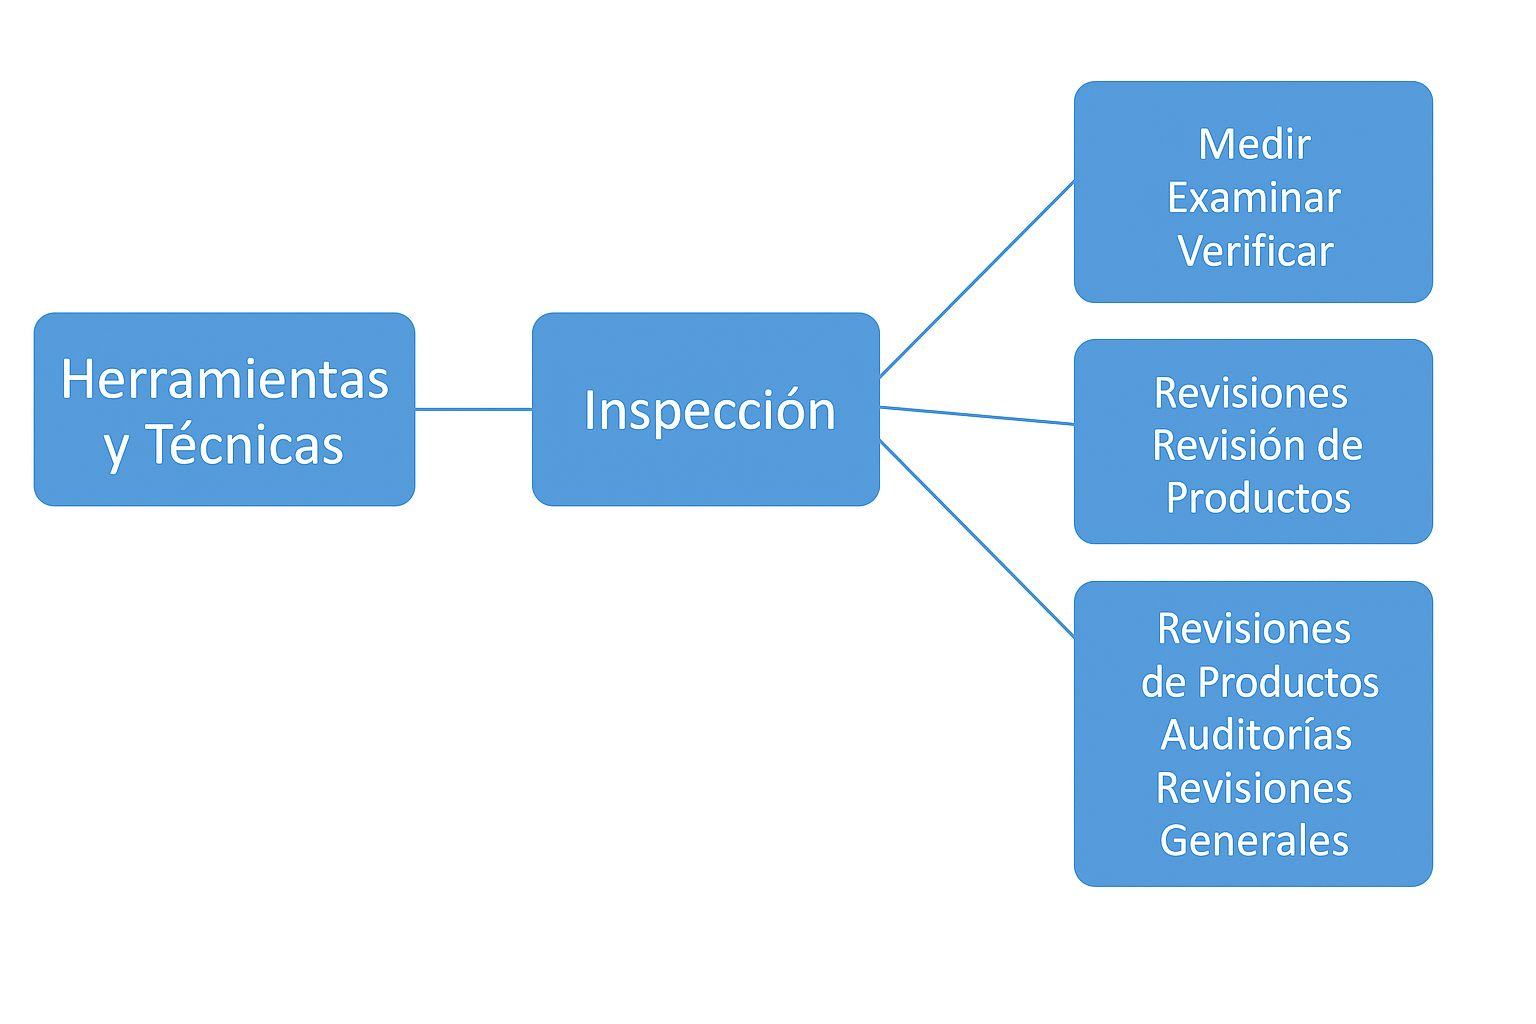 Herramientas
y Técnicas
Inspección
Medir
Examinar
Verificar
Revisiones
Revisión de
Productos
Revisiones
de Productos
Auditorías
Revisiones
Generales